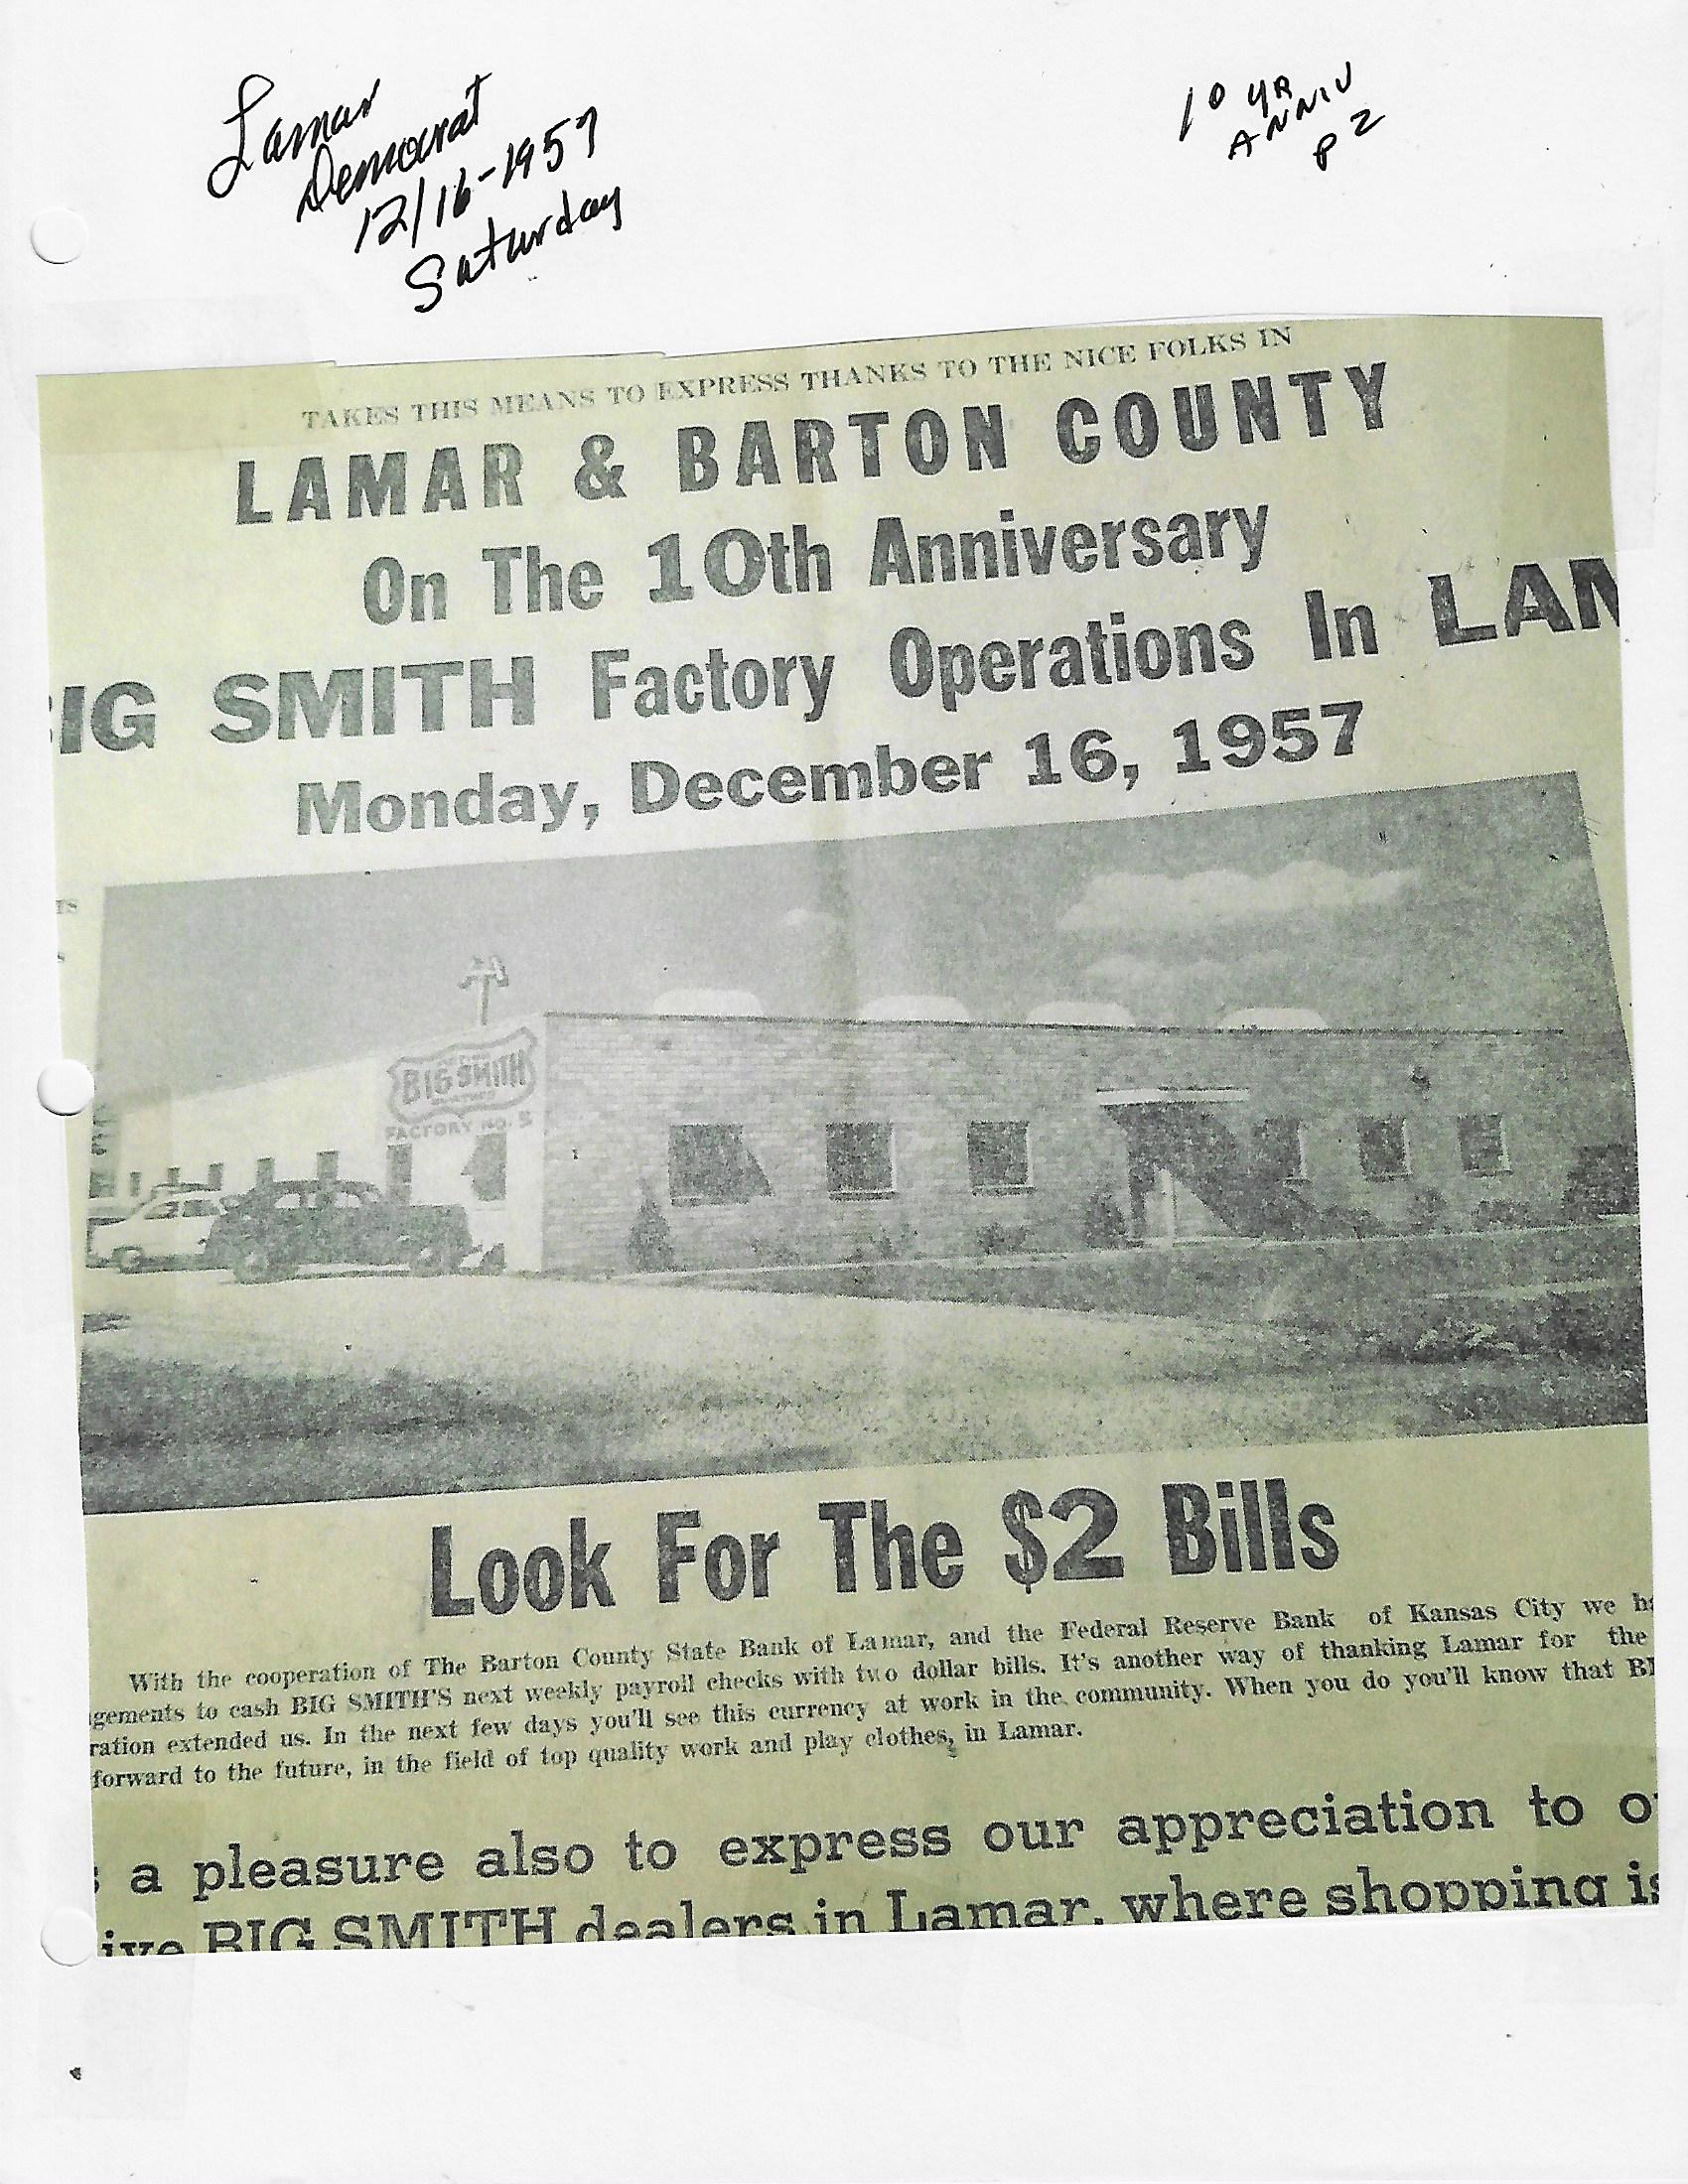 Lamar
Democrat
12/16-1957
Saturday
10 YR
ANNIV
P 2
TAKES THIS MEANS TO EXPRESS THANKS TO THE NICE FOLKS IN
LAMAR & BARTON COUNTY
On The 10th Anniversary
IG SMITH Factory Operations In LAM
Monday, December 16, 1957
BIG SMITH
FACTORY NO. 5
Look For The $2 Bills
With the cooperation of The Barton County State Bank of Lamar, and the Federal Reserve Bank of Kansas City we ha
gements to cash BIG SMITH'S next weekly payroll checks with two dollar bills. It's another way of thanking Lamar for the
ration extended us. In the next few days you'll see this currency at work in the community. When you do you'll know that BI
forward to the future, in the field of top quality work and play clothes, in Lamar.
s a pleasure also to express our appreciation to o
ive BIG SMITH dealers in Lamar, where shopping is